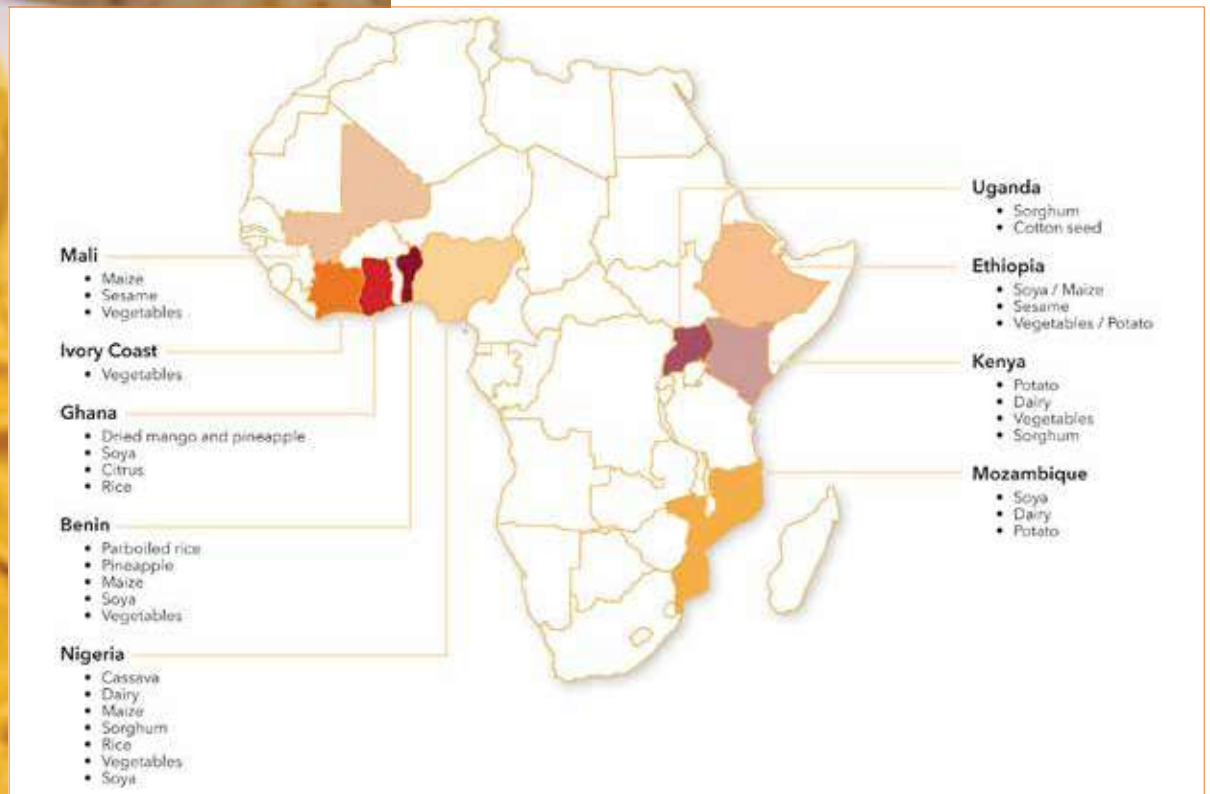 Mali
• Maize
• Sesame
• Vegetables
Ivory Coast
• Vegetables
Ghana
• Dried mango and pineapple
• Soya
• Citrus
• Rice
Benin
• Parboiled rice
• Pineapple
• Maize
• Soya
• Vegetables
Nigeria
• Cassava
• Dairy
• Maize
• Sorghum
• Rice
• Vegetables
• Soya
Uganda
• Sorghum
• Cotton seed
Ethiopia
• Soya / Maize
• Sesame
• Vegetables / Potato
Kenya
• Potato
• Dairy
• Vegetables
• Sorghum
Mozambique
• Soya
• Dairy
• Potato